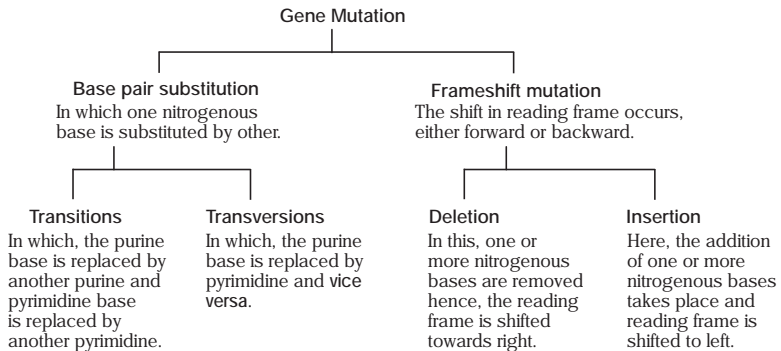 Gene Mutation
Base pair substitution
In which one nitrogenous
base is substituted by other.
Frameshift mutation
The shift in reading frame occurs,
either forward or backward.
Transitions
In which, the purine
base is replaced by
another purine and
pyrimidine base
is replaced by
another pyrimidine.
Transversions
In which, the purine
base is replaced by
pyrimidine and vice
versa.
Deletion
In this, one or
more nitrogenous
bases are removed
hence, the reading
frame is shifted
towards right.
Insertion
Here, the addition
of one or more
nitrogenous bases
takes place and
reading frame is
shifted to left.